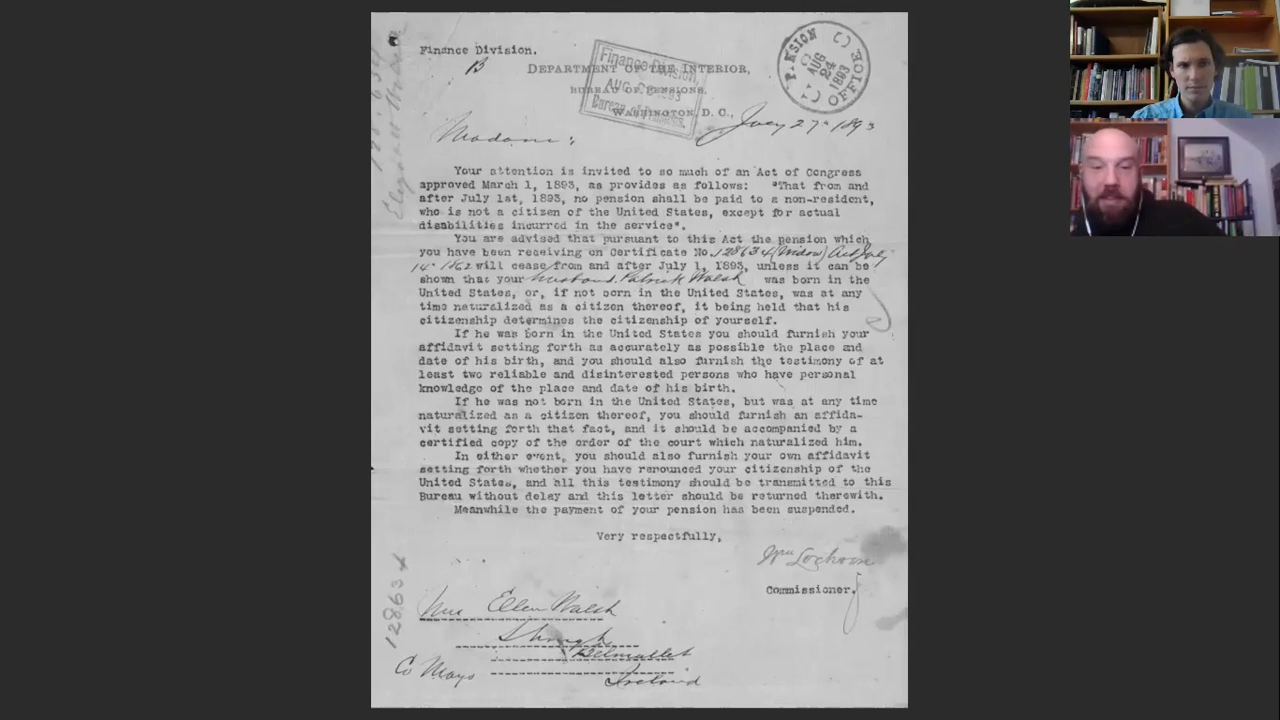 Finance Division.
B
DEPARTMENT OF THE INTERIOR,
BUREAU OF PENSIONS,
WASHINGTON, D. C., July 27th 1893
Finance Division
AUG 1893
Bureau of Pensions.
PENSION OFFICE
AUG 24 1893
Madam:
Your attention is invited to so much of an Act of Congress
approved March 1, 1893, as provides as follows: "That from and
after July 1st, 1893, no pension shall be paid to a non-resident,
who is not a citizen of the United States, except for actual
disabilities incurred in the service".
You are advised that pursuant to this Act the pension which
you have been receiving on Certificate No. 128634 (Widow) Act July
14th 1862 will cease from and after July 1, 1893, unless it can be
shown that your husband Patrick Walsh was born in the
United States, or, if not born in the United States, was at any
time naturalized as a citizen thereof, it being held that his
citizenship determines the citizenship of yourself.
If he was born in the United States you should furnish your
affidavit setting forth as accurately as possible the place and
date of his birth, and you should also furnish the testimony of at
least two reliable and disinterested persons who have personal
knowledge of the place and date of his birth.
If he was not born in the United States, but was at any time
naturalized as a citizen thereof, you should furnish an affida-
vit setting forth that fact, and it should be accompanied by a
certified copy of the order of the court which naturalized him.
In either event, you should also furnish your own affidavit
setting forth whether you have renounced your citizenship of the
United States, and all this testimony should be transmitted to this
Bureau without delay and this letter should be returned therewith.
Meanwhile the payment of your pension has been suspended.
Very respectfully,
Wm Lochren
Commissioner.
128634
Mrs Ellen Walsh
Belmullet
Co Mayo
Ireland